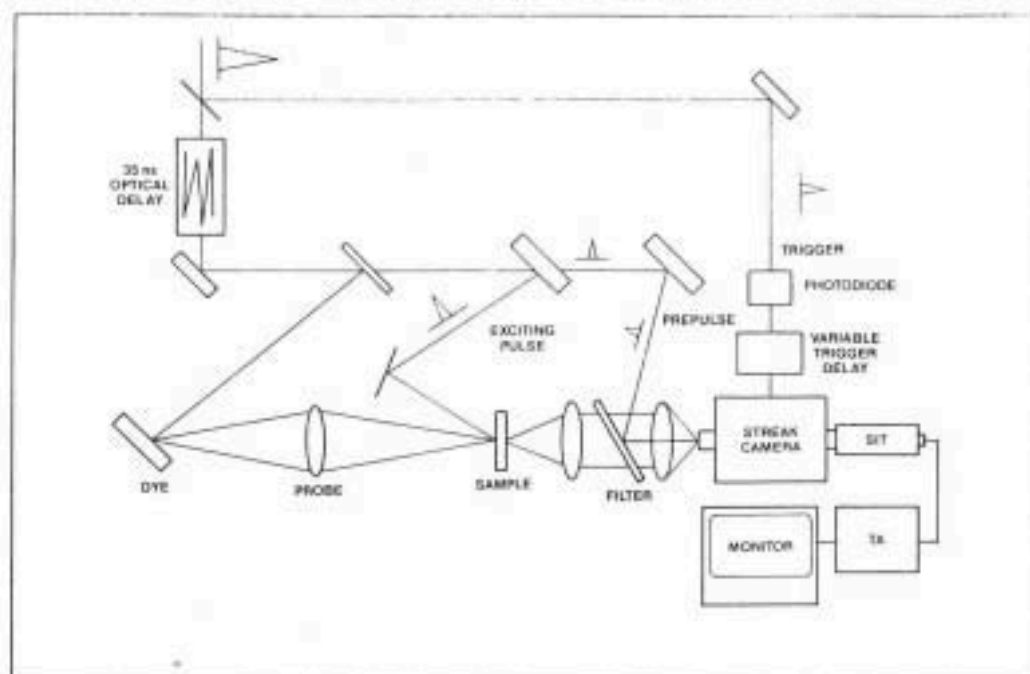 35 ns
OPTICAL
DELAY
TRIGGER
PHOTODIODE
EXCITING
PULSE
PREPULSE
VARIABLE
TRIGGER
DELAY
STREAK
CAMERA
SIT
DYE
PROBE
SAMPLE
FILTER
MONITOR
TA